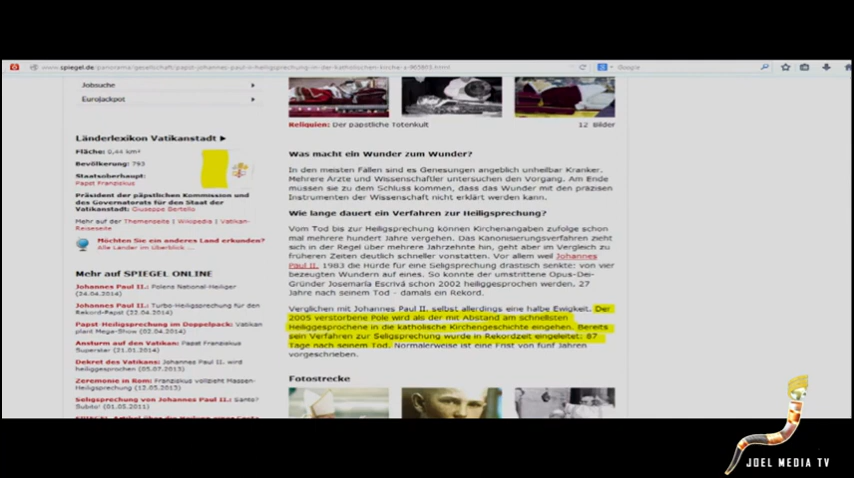 www.spiegel.de/panorama/gesellschaft/papst-johannes-paul-ii-heiligsprechung-in-der-katholischen-kirche-a-965893.html
Google
Jobsuche
Eurojackpot
Länderlexikon Vatikanstadt
Fläche: 0,44 km²
Bevölkerung: 793
Staatsoberhaupt:
Papst Franziskus
Präsident der päpstlichen Kommission und
des Governatorats für den Staat der
Vatikanstadt: Giuseppe Bertello
Mehr auf der Themenseite | Wikipedia | Vatikan-
Reiseseite
Möchten Sie ein anderes Land erkunden?
Alle Länder im Überblick ...
Mehr auf SPIEGEL ONLINE
Johannes Paul II.: Polens National-Heiliger
(24.04.2014)
Johannes Paul II.: Turbo-Heiligsprechung für den
Rekord-Papst (22.04.2014)
Papst-Heiligsprechung im Doppelpack: Vatikan
plant Mega-Show (02.04.2014)
Ansturm auf den Vatikan: Papst Franziskus
Superstar (21.01.2014)
Dekret des Vatikans: Johannes Paul II. wird
heiliggesprochen (05.07.2013)
Zeremonie in Rom: Franziskus vollzieht Massen-
Heiligsprechung (12.05.2013)
Seligsprechung von Johannes Paul II.: Santo?
Subito! (01.05.2011)
Reliquien: Der päpstliche Totenkult
12 Bilder
Was macht ein Wunder zum Wunder?
In den meisten Fällen sind es Genesungen angeblich unheilbar Kranker.
Mehrere Ärzte und Wissenschaftler untersuchen den Vorgang. Am Ende
müssen sie zu dem Schluss kommen, dass das Wunder mit den präzisen
Instrumenten der Wissenschaft nicht erklärt werden kann.
Wie lange dauert ein Verfahren zur Heiligsprechung?
Vom Tod bis zur Heiligsprechung können Kirchenangaben zufolge schon
mal mehrere hundert Jahre vergehen. Das Kanonisierungsverfahren zieht
sich in der Regel über mehrere Jahrzehnte hin, geht aber im Vergleich zu
früheren Zeiten deutlich schneller vonstatten. Vor allem weil Johannes
Paul II. 1983 die Hürde für eine Seligsprechung drastisch senkte: von vier
bezeugten Wundern auf eines. So konnte der umstrittene Opus-Dei-
Gründer Josemaría Escrivá schon 2002 heiliggesprochen werden, 27
Jahre nach seinem Tod - damals ein Rekord.
Verglichen mit Johannes Paul II. selbst allerdings eine halbe Ewigkeit. Der
2005 verstorbene Pole wird als der mit Abstand am schnellsten
Heiliggesprochene in die katholische Kirchengeschichte eingehen. Bereits
sein Verfahren zur Seligsprechung wurde in Rekordzeit eingeleitet: 87
Tage nach seinem Tod. Normalerweise ist eine Frist von fünf Jahren
vorgeschrieben.
Fotostrecke
JOEL MEDIA TV